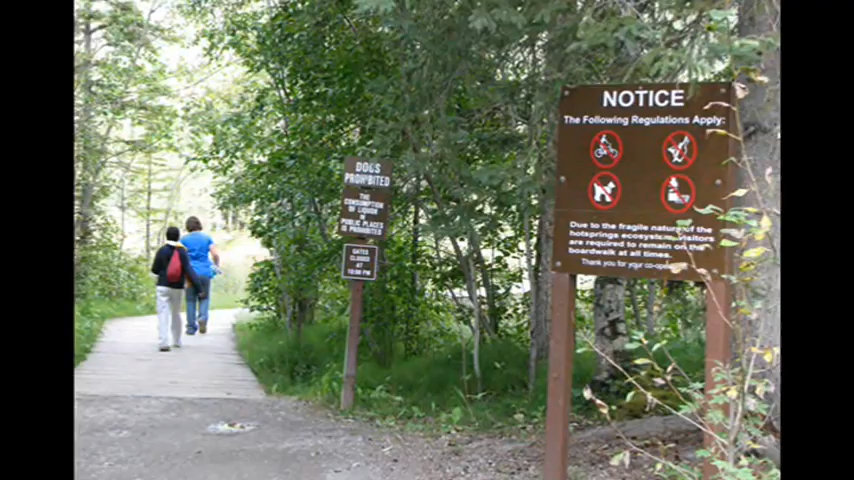 DOGS
PROHIBITED
THE
CONSUMPTION
OF LIQUOR
IN
PUBLIC PLACES
IS PROHIBITED
GATES
CLOSED
AT
10:00 PM
NOTICE
The Following Regulations Apply:
Due to the fragile nature of the
hotsprings ecosystem, visitors
are required to remain on the
boardwalk at all times.
Thank you for your co-operation